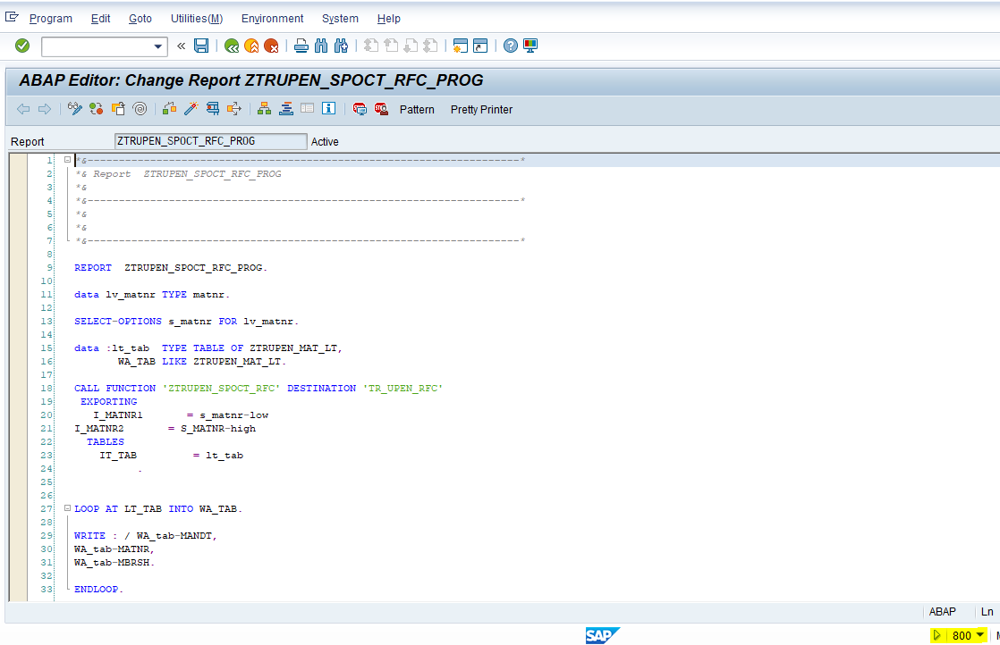 Program Edit Goto Utilities(M) Environment System Help
«
ABAP Editor: Change Report ZTRUPEN_SPOCT_RFC_PROG
Pattern Pretty Printer
Report ZTRUPEN_SPOCT_RFC_PROG Active
1 *&---------------------------------------------------------------------*
2 *& Report  ZTRUPEN_SPOCT_RFC_PROG
3 *&
4 *&---------------------------------------------------------------------*
5 *&
6 *&
7 *&---------------------------------------------------------------------*
8
9 REPORT  ZTRUPEN_SPOCT_RFC_PROG.
10
11 data lv_matnr TYPE matnr.
12
13 SELECT-OPTIONS s_matnr FOR lv_matnr.
14
15 data :lt_tab  TYPE TABLE OF ZTRUPEN_MAT_LT,
16        WA_TAB LIKE ZTRUPEN_MAT_LT.
17
18 CALL FUNCTION 'ZTRUPEN_SPOCT_RFC' DESTINATION 'TR_UPEN_RFC'
19  EXPORTING
20    I_MATNR1       = s_matnr-low
21 I_MATNR2       = S_MATNR-high
22   TABLES
23     IT_TAB         = lt_tab
24           .
25
26
27 LOOP AT LT_TAB INTO WA_TAB.
28
29 WRITE : / WA_tab-MANDT,
30 WA_tab-MATNR,
31 WA_tab-MBRSH.
32
33 ENDLOOP.
ABAP Ln
SAP 800